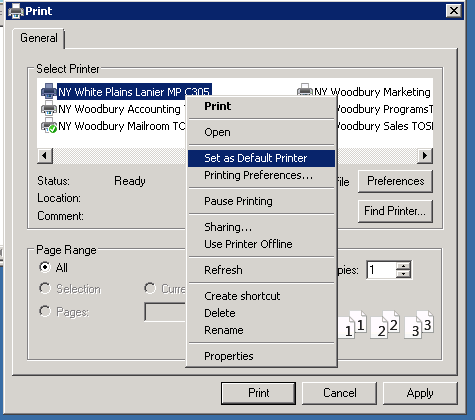 Print
General
Select Printer
NY White Plains Lanier MP C305
NY Woodbury Marketing
NY Woodbury Accounting T
Woodbury ProgramsT
NY Woodbury Mailroom TO
Woodbury Sales TOSI
Print
Open
Set as Default Printer
Printing Preferences...
Pause Printing
Sharing...
Use Printer Offline
Refresh
Create shortcut
Delete
Rename
Properties
Status: Ready
file
Preferences
Location:
Comment:
Find Printer...
Page Range
All
Selection
Curre
Pages:
pies: 1
1 1 2 2 3 3
Print
Cancel
Apply